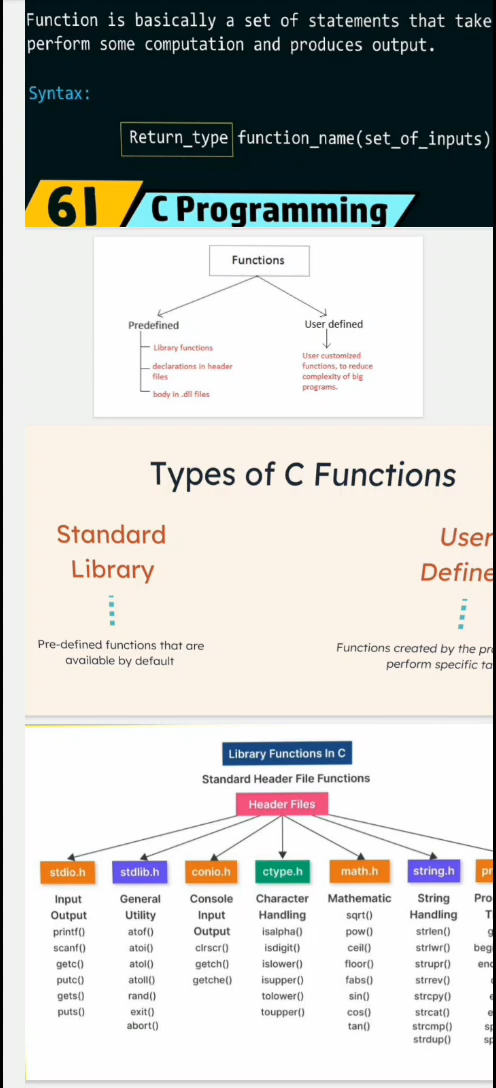 Function is basically a set of statements that take
perform some computation and produces output.
Syntax:
Return_type function_name(set_of_inputs)
61 C Programming
Functions
Predefined
User defined
Library functions
declarations in header
files
body in .dll files
User customized
functions, to reduce
complexity of big
programs.
Types of C Functions
Standard
Library
Pre-defined functions that are
available by default
User
Define
Functions created by the pr
perform specific ta
Library Functions In C
Standard Header File Functions
Header Files
stdio.h
Input
Output
printf()
scanf()
getc()
putc()
gets()
puts()
stdlib.h
General
Utility
atof()
atoi()
atol()
atoll()
rand()
exit()
abort()
conio.h
Console
Input
Output
clrscr()
getch()
getche()
ctype.h
Character
Handling
isalpha()
isdigit()
islower()
isupper()
tolower()
toupper()
math.h
Mathematic
sqrt()
pow()
ceil()
floor()
fabs()
sin()
cos()
tan()
string.h
String
Handling
strlen()
strlwr()
strupr()
strrev()
strcpy()
strcat()
strcmp()
strdup()
pr
Pro
T
g
beg
end